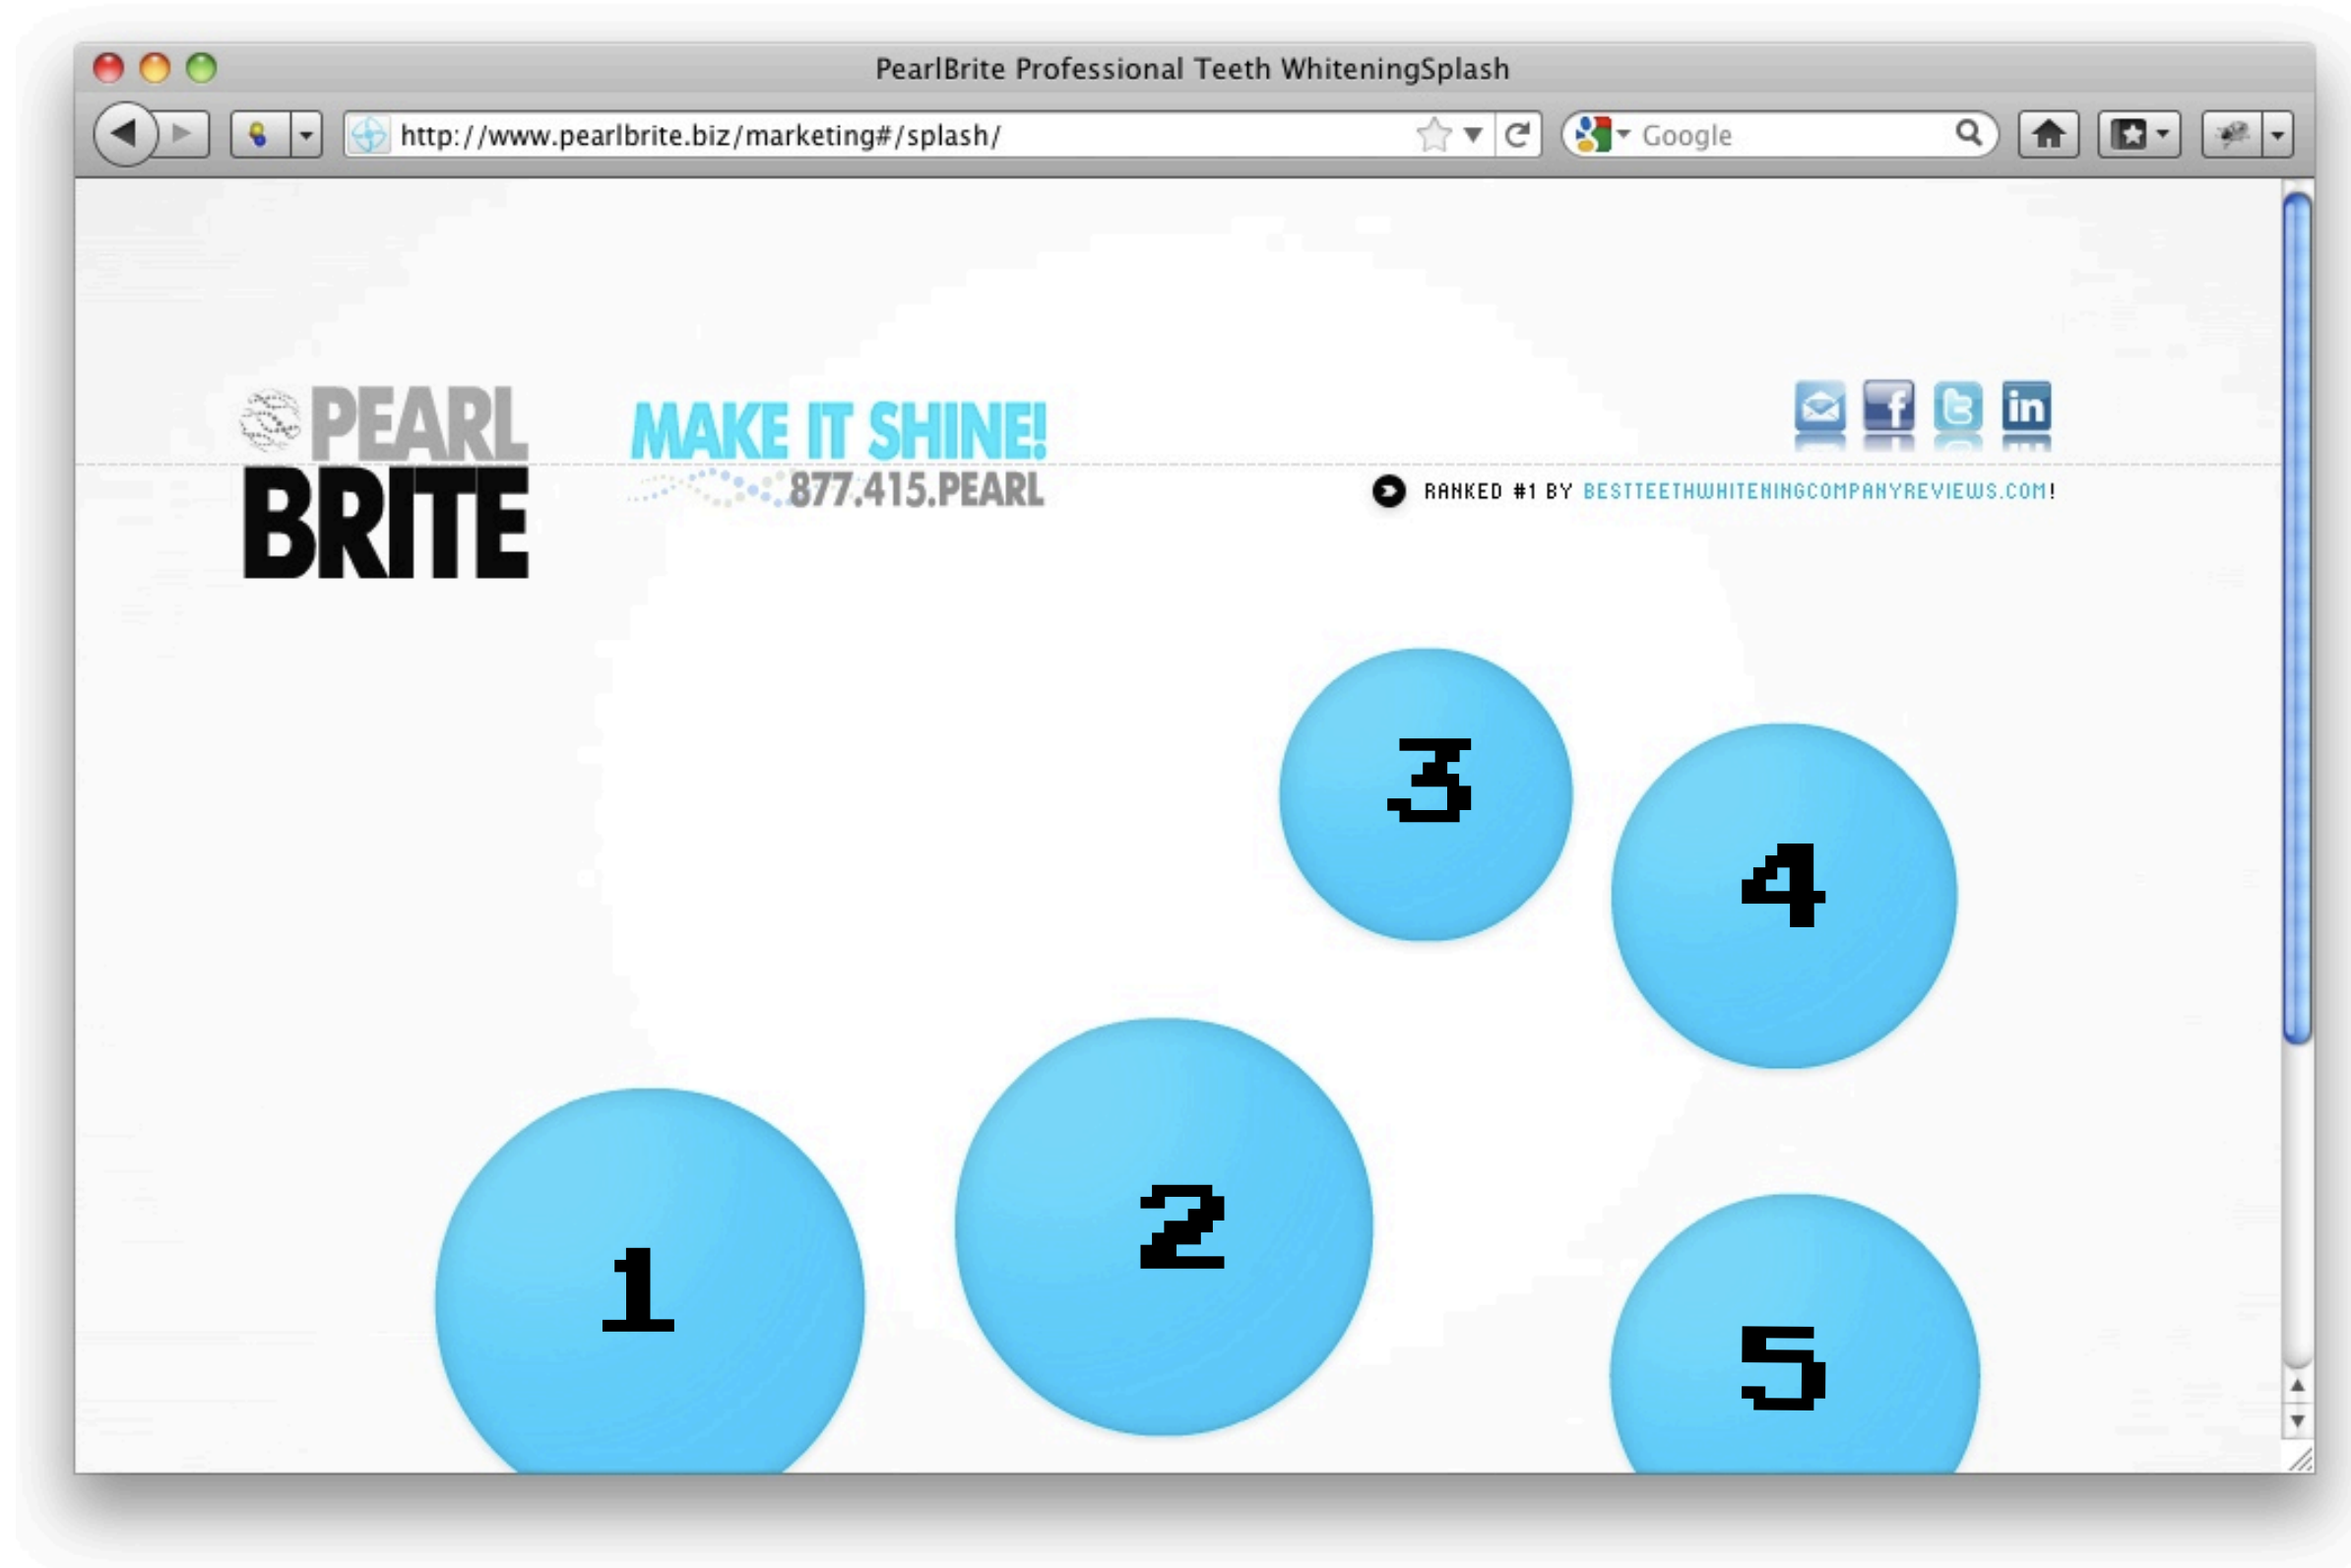 PearlBrite Professional Teeth WhiteningSplash
http://www.pearlbrite.biz/marketing#/splash/
Google
PEARL
BRITE
MAKE IT SHINE!
877.415.PEARL
f t in
RANKED #1 BY BESTTEETHWHITENINGCOMPANYREVIEWS.COM!
3
4
2
1
5